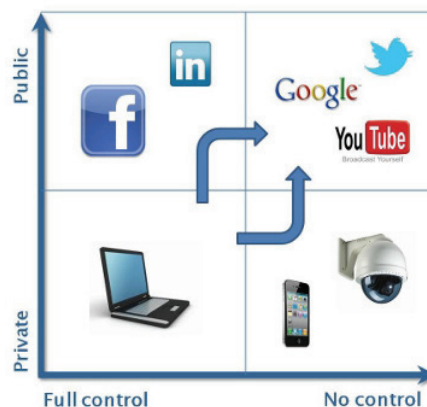 Public
in
f
Google
You Tube
Broadcast Yourself
Private
Full control
No control